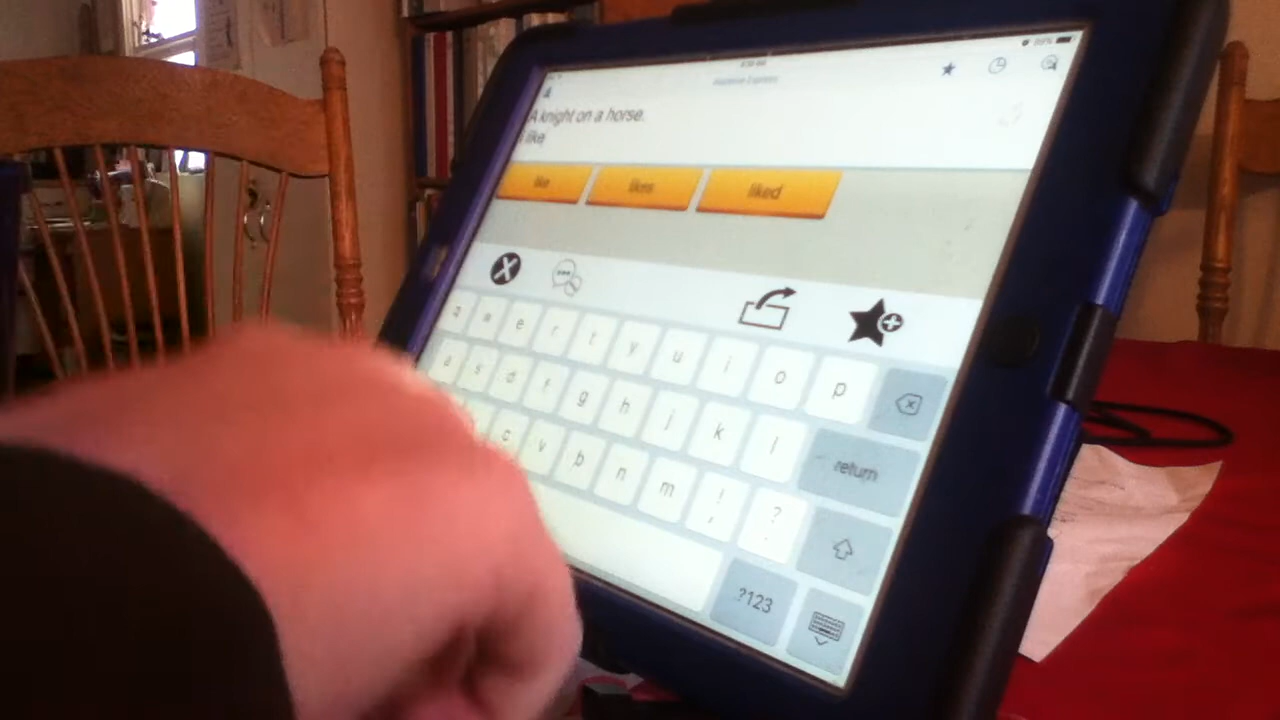 A knight on a horse.
I like
like likes liked
q w e r t y u i o p
a s d f g h j k l return
c v b n m ! , ? .
?123